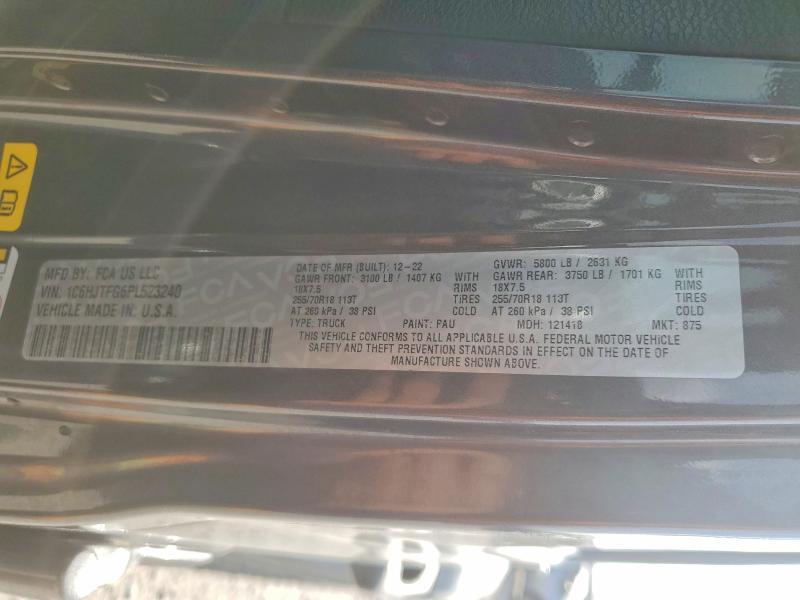 MFD BY: FCA US LLC
VIN: 1C6HJTFG6PL523240
VEHICLE MADE IN: U.S.A.
DATE OF MFR (BUILT): 12-22
GAWR FRONT: 3100 LB / 1407 KG WITH
18X7.5 RIMS
255/70R18 113T TIRES
AT 260 kPa / 38 PSI COLD
TYPE: TRUCK PAINT: PAU
GVWR: 5800 LB / 2631 KG
GAWR REAR: 3750 LB / 1701 KG WITH
18X7.5 RIMS
255/70R18 113T TIRES
AT 260 kPa / 38 PSI COLD
MDH: 121418 MKT: 875
THIS VEHICLE CONFORMS TO ALL APPLICABLE U.S.A. FEDERAL MOTOR VEHICLE
SAFETY AND THEFT PREVENTION STANDARDS IN EFFECT ON THE DATE OF
MANUFACTURE SHOWN ABOVE.